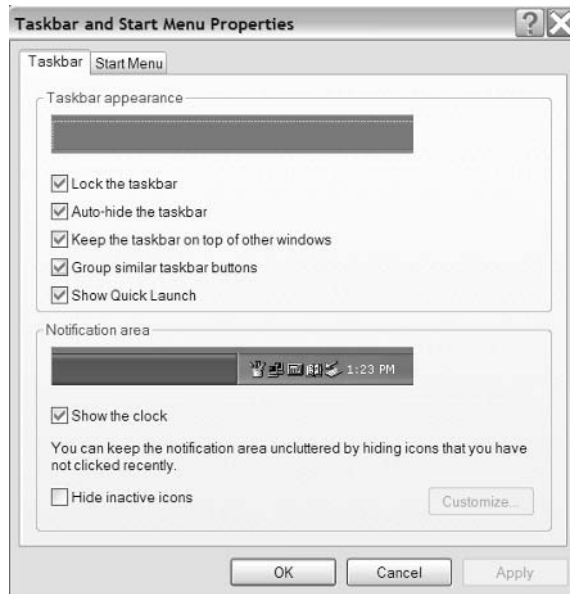 Taskbar and Start Menu Properties
Taskbar Start Menu
Taskbar appearance
Lock the taskbar
Auto-hide the taskbar
Keep the taskbar on top of other windows
Group similar taskbar buttons
Show Quick Launch
Notification area
1:23 PM
Show the clock
You can keep the notification area uncluttered by hiding icons that you have
not clicked recently.
Hide inactive icons
Customize...
OK Cancel Apply